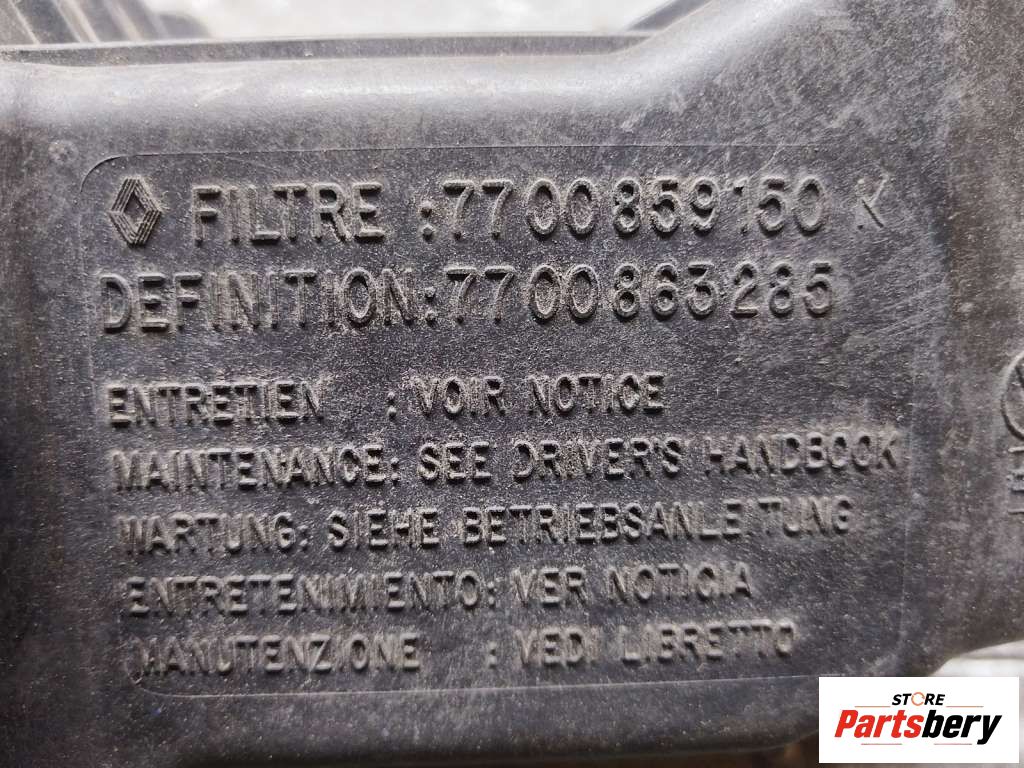 FILTRE :7700859150 K
DEFINITION:7700863285
ENTRETIEN : VOIR NOTICE
MAINTENANCE: SEE DRIVER'S HANDBOOK
WARTUNG: SIEHE BETRIEBSANLEITUNG
ENTRETENIMIENTO: VER NOTICIA
MANUTENZIONE : VEDI LIBRETTO
STORE
Partsbery